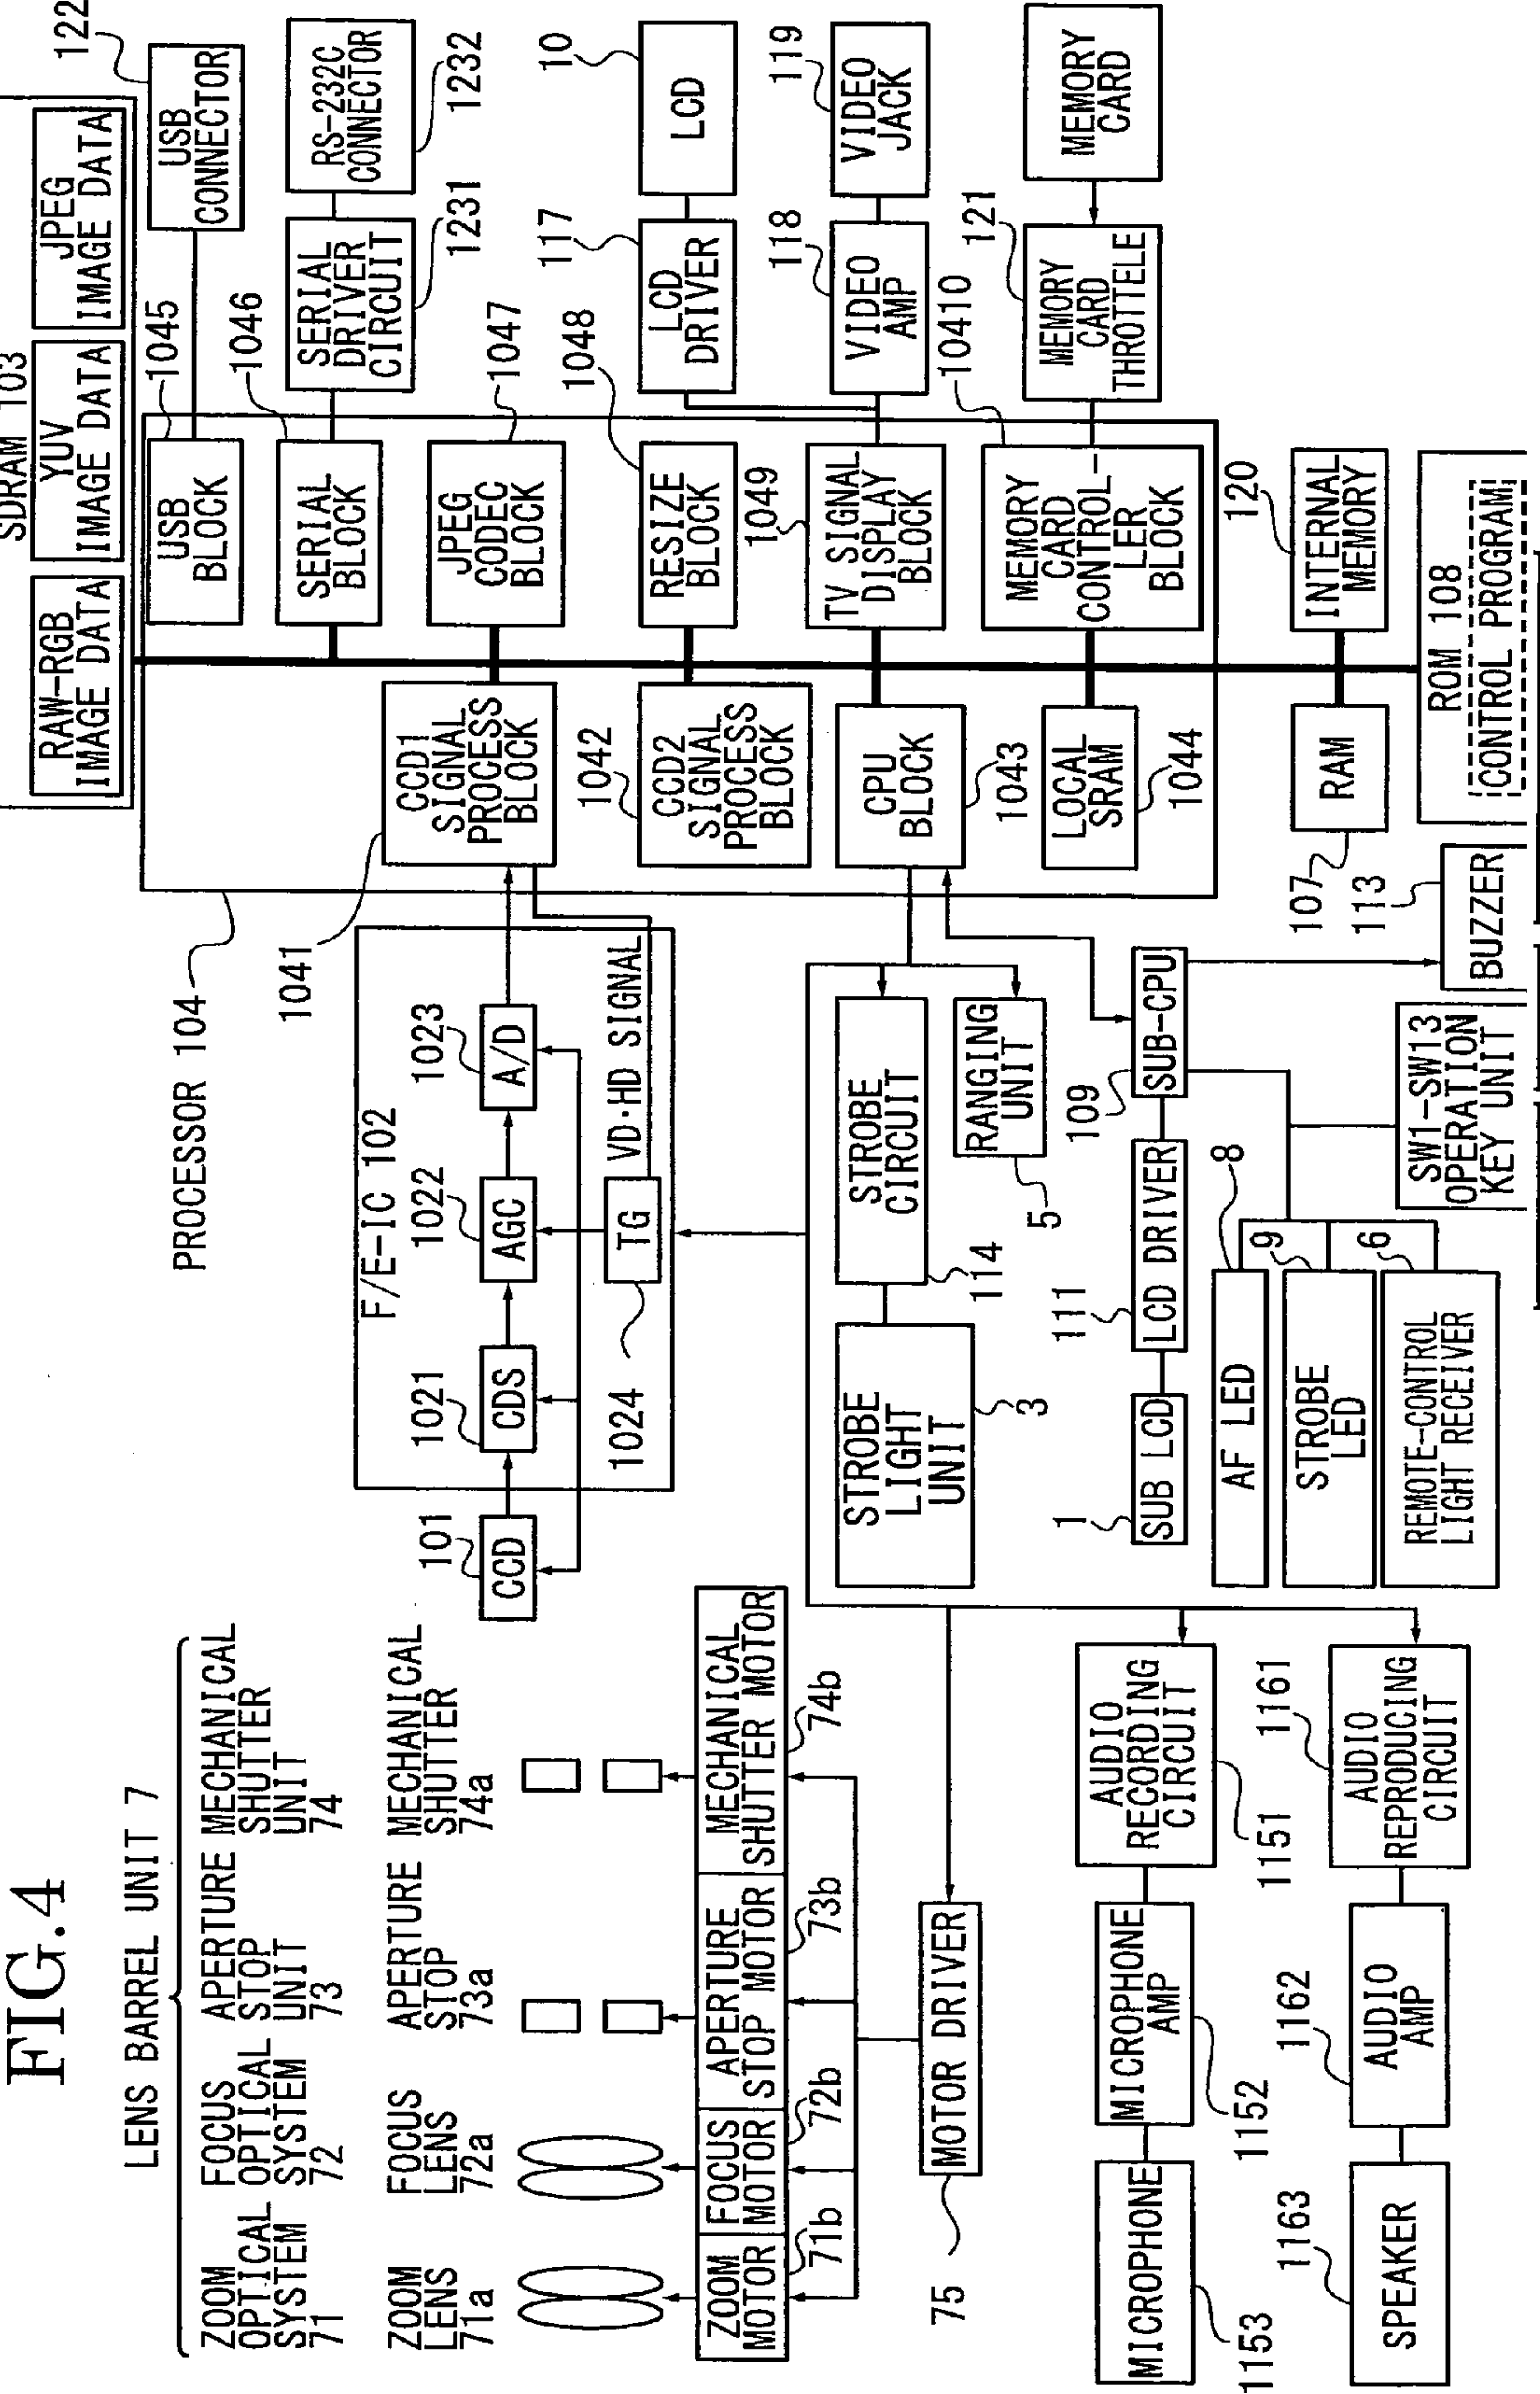 FIG.4
LENS BARREL UNIT 7
ZOOM
OPTICAL
SYSTEM
71
FOCUS
OPTICAL
SYSTEM
72
APERTURE
STOP
UNIT
73
MECHANICAL
SHUTTER
UNIT
74
ZOOM
LENS
71a
FOCUS
LENS
72a
APERTURE
STOP
73a
MECHANICAL
SHUTTER
74a
ZOOM
MOTOR
71b
FOCUS
MOTOR
72b
APERTURE
STOP MOTOR
73b
MECHANICAL
SHUTTER MOTOR
74b
MOTOR DRIVER
75
MICROPHONE
1153
MICROPHONE
AMP
1152
AUDIO
RECORDING
CIRCUIT
1151
SPEAKER
1163
AUDIO
AMP
1162
AUDIO
REPRODUCING
CIRCUIT
1161
PROCESSOR 104
F/E-IC 102
CCD
101
CDS
1021
AGC
1022
A/D
1023
TG
1024
VD·HD SIGNAL
STROBE
LIGHT
UNIT
3
STROBE
CIRCUIT
114
RANGING
UNIT
5
SUB LCD
1
LCD DRIVER
111
SUB-CPU
109
AF LED
8
STROBE
LED
9
REMOTE-CONTROL
LIGHT RECEIVER
6
SW1-SW13
OPERATION
KEY UNIT
BUZZER
113
SDRAM 103
RAW-RGB
IMAGE DATA
YUV
IMAGE DATA
JPEG
IMAGE DATA
1041
CCD1
SIGNAL
PROCESS
BLOCK
1042
CCD2
SIGNAL
PROCESS
BLOCK
CPU
BLOCK
1043
LOCAL
SRAM
1044
RAM
107
USB
BLOCK
1045
SERIAL
BLOCK
1046
JPEG
CODEC
BLOCK
1047
RESIZE
BLOCK
1048
TV SIGNAL
DISPLAY
BLOCK
1049
MEMORY
CARD
CONTROL-
LER
BLOCK
10410
INTERNAL
MEMORY
120
ROM 108
CONTROL PROGRAM
USB
CONNECTOR
122
SERIAL
DRIVER
CIRCUIT
1231
RS-232C
CONNECTOR
1232
LCD
DRIVER
117
LCD
10
VIDEO
AMP
118
VIDEO
JACK
119
MEMORY
CARD
THROTTELE
121
MEMORY
CARD